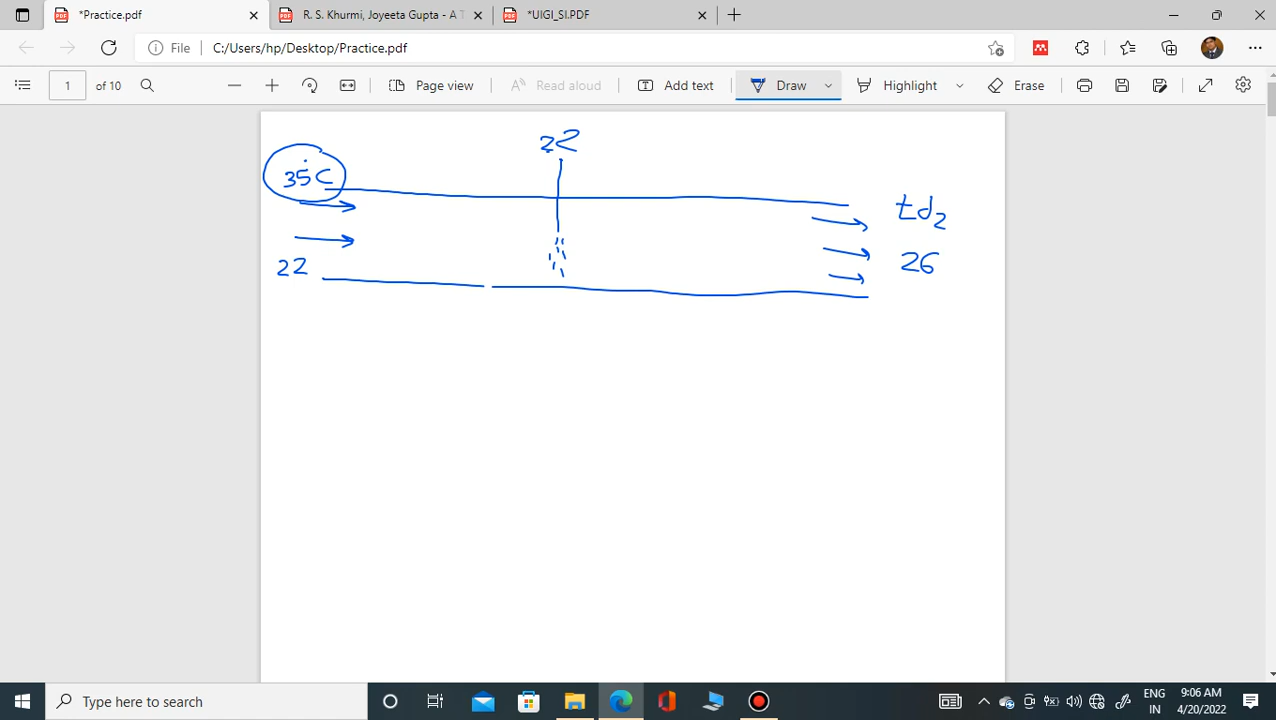 *Practice.pdf
R. S. Khurmi, Joyeeta Gupta - A T
*UIGI_SI.PDF
File
C:/Users/hp/Desktop/Practice.pdf
1
of 10
Page view
Read aloud
Add text
Draw
Highlight
Erase
22
35°C
td2
22
26
Type here to search
ENG
IN
9:06 AM
4/20/2022